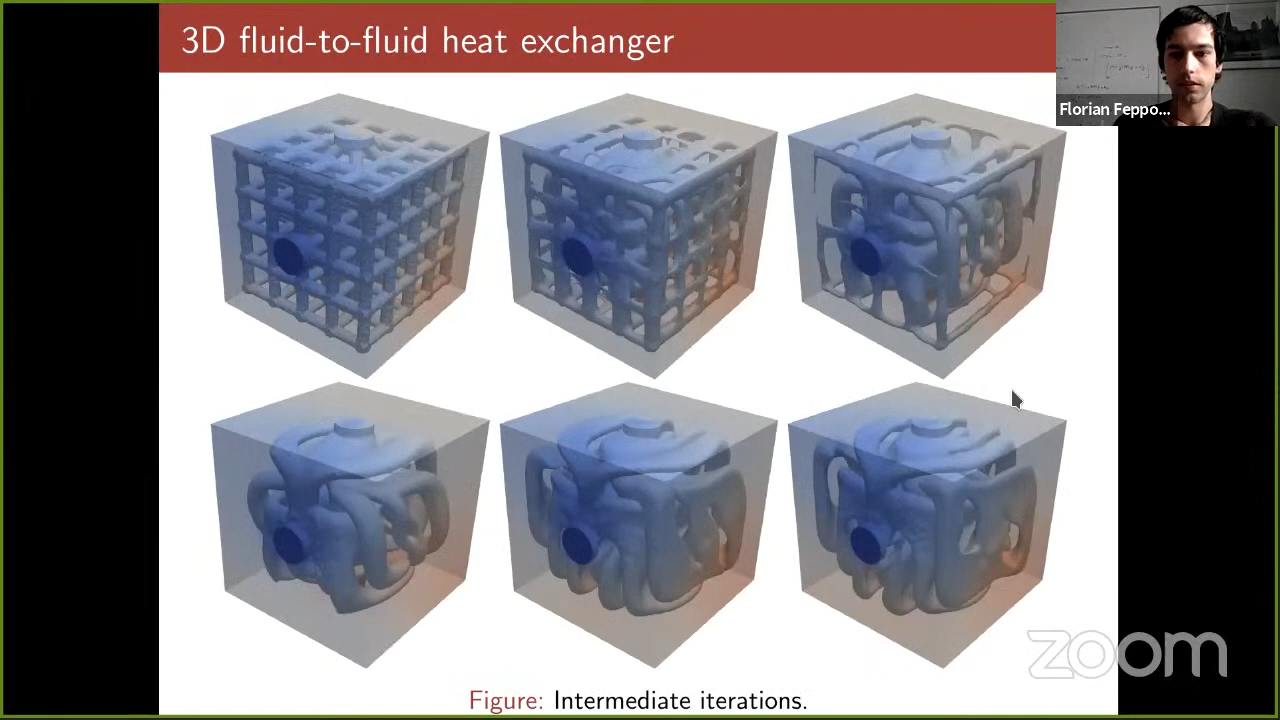 3D fluid-to-fluid heat exchanger
Florian Feppo...
Figure: Intermediate iterations.
zoom